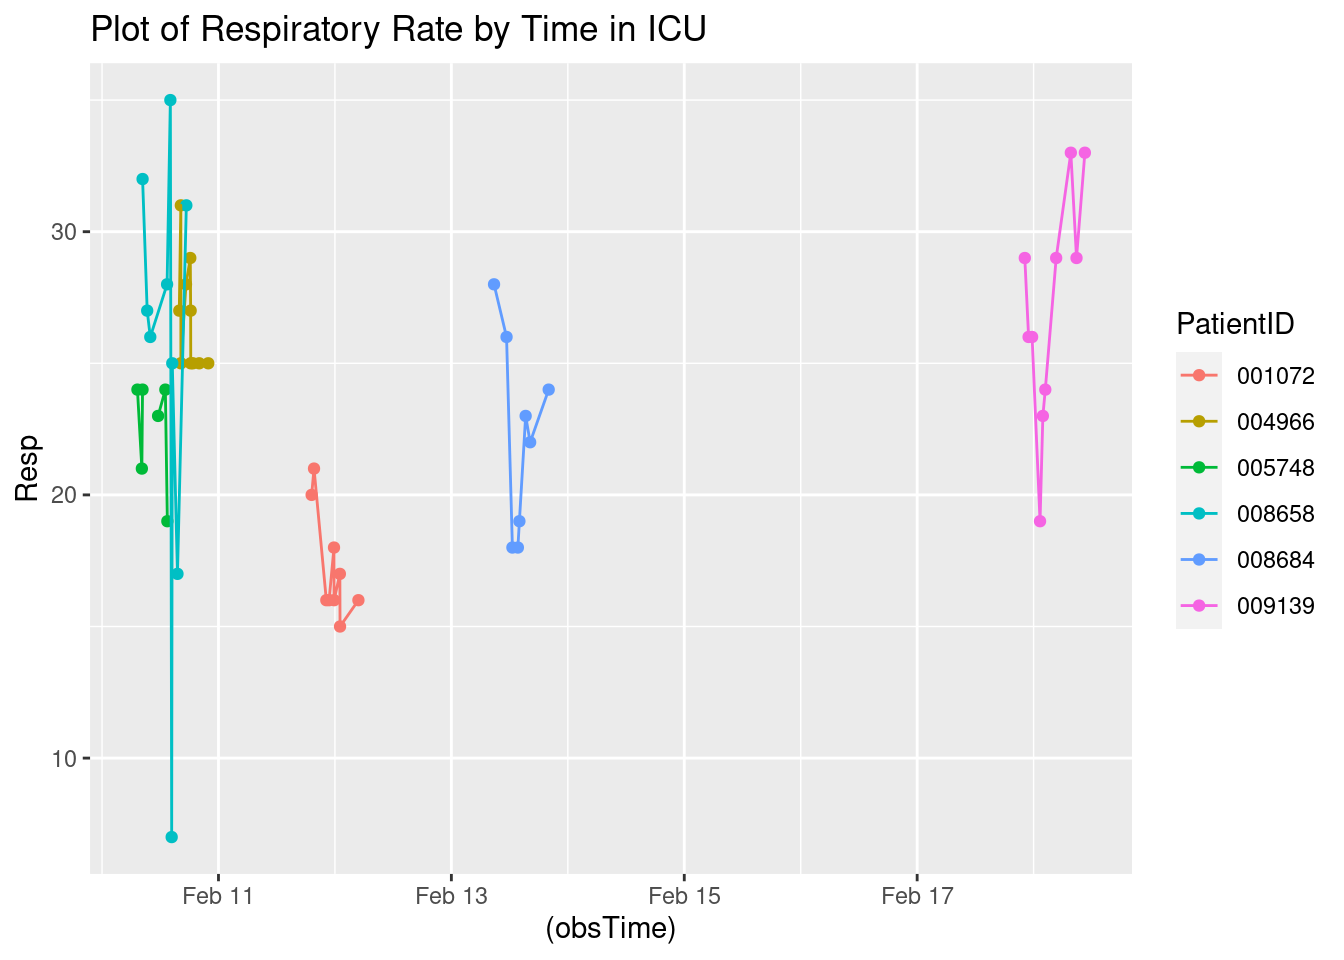 Plot of Respiratory Rate by Time in ICU
30
20
10
Resp
Feb 11
Feb 13
Feb 15
Feb 17
(obsTime)
PatientID
001072
004966
005748
008658
008684
009139